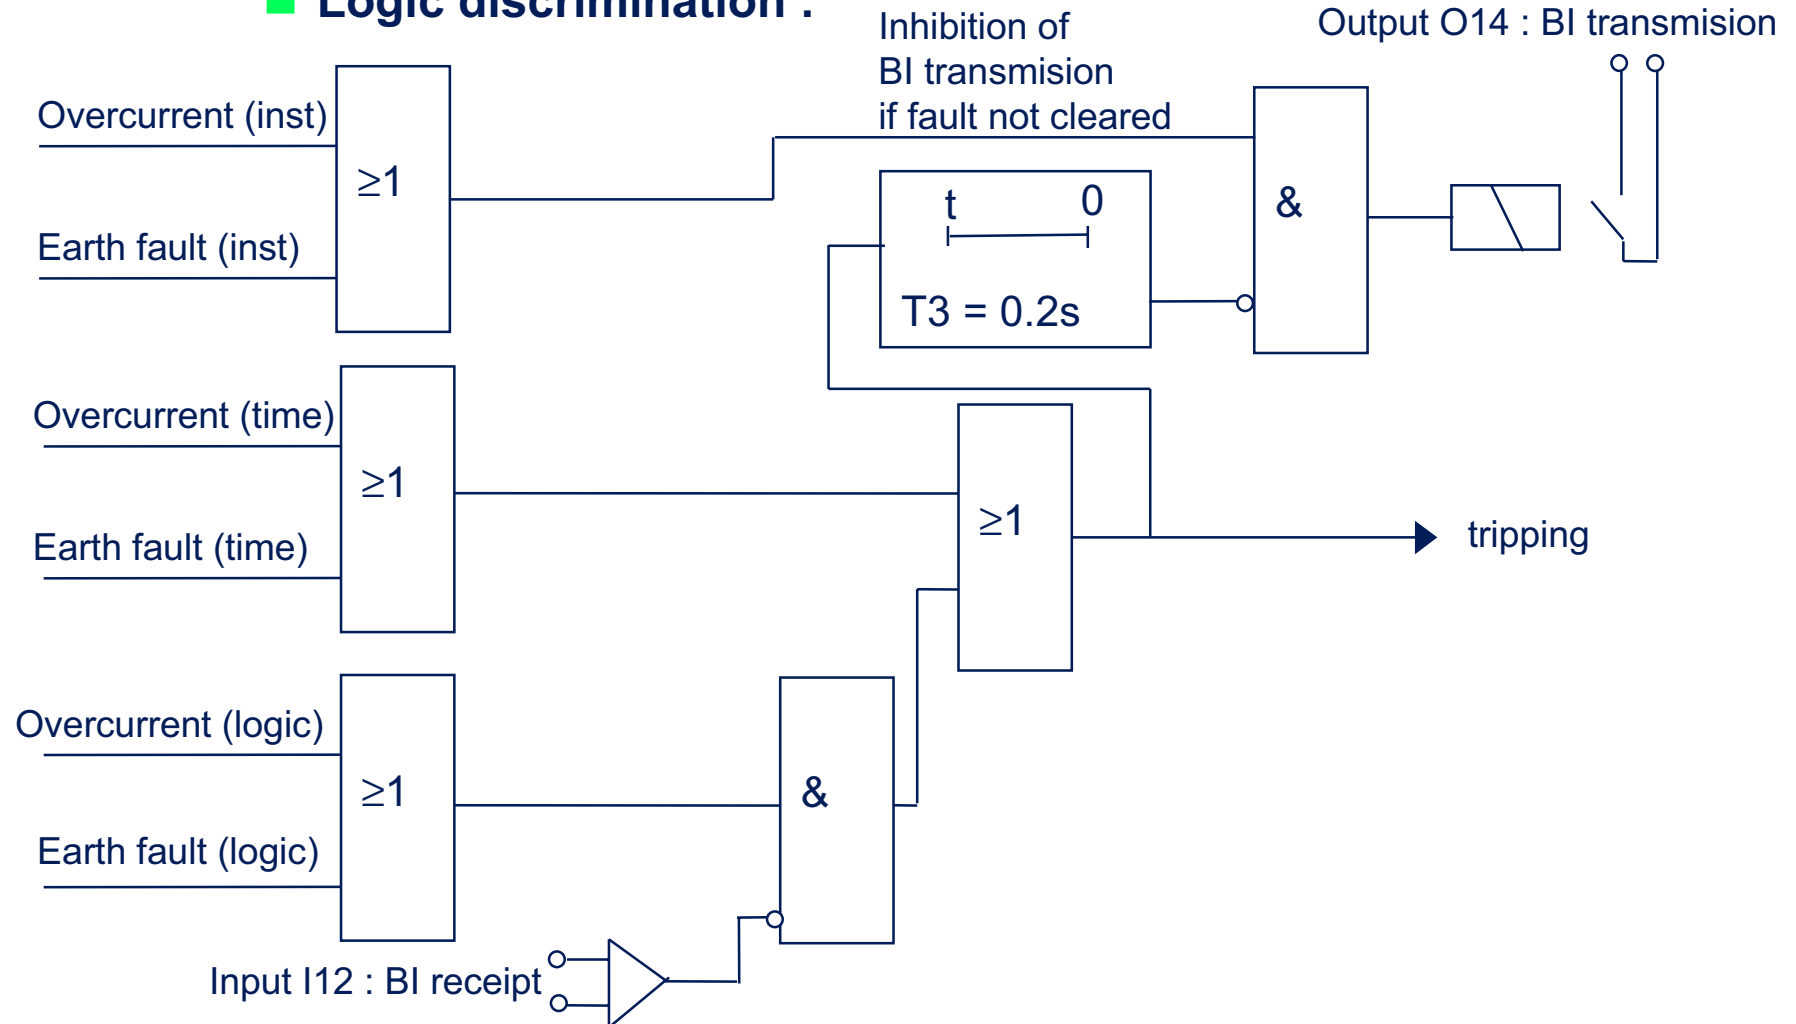 Logic discrimination :
Inhibition of
BI transmision
if fault not cleared
Output O14 : BI transmision
Overcurrent (inst)
≥1
Earth fault (inst)
t 0
T3 = 0.2s
&
Overcurrent (time)
≥1
Earth fault (time)
≥1
tripping
Overcurrent (logic)
≥1
Earth fault (logic)
&
Input I12 : BI receipt